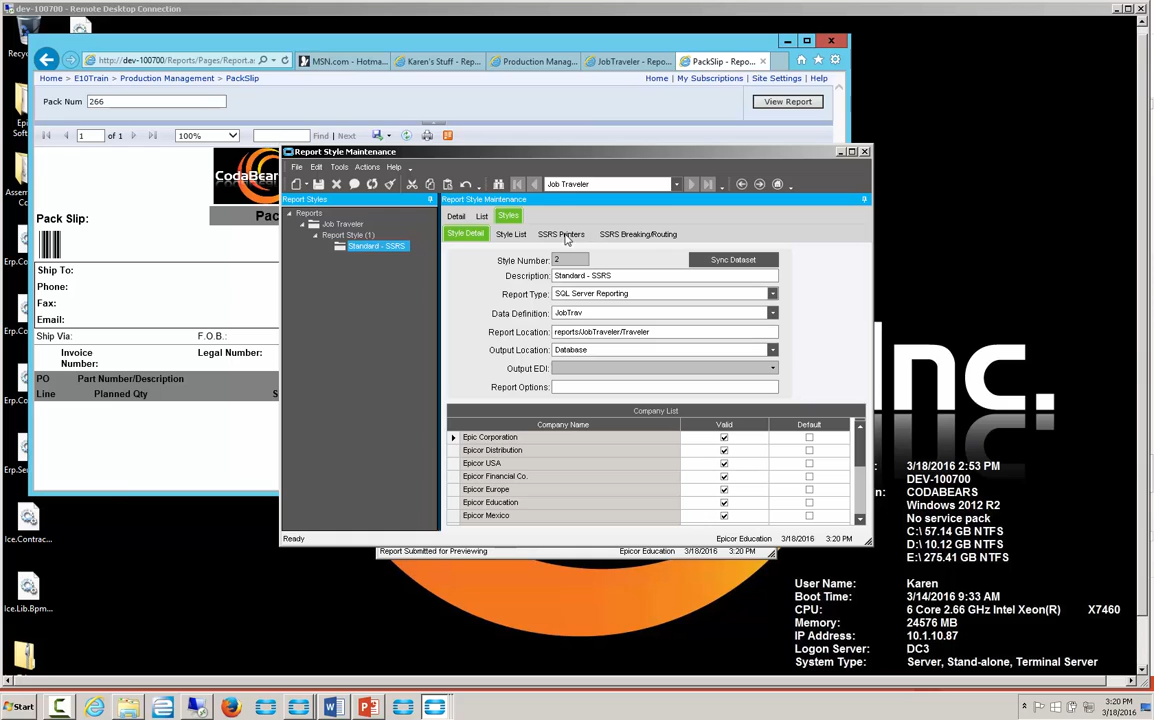 dev-100700 - Remote Desktop Connection
http://dev-100700/Reports/Pages/Report.as
MSN.com - Hotma...
Karen's Stuff - Rep...
Production Manag...
JobTraveler - Repo...
PackSlip - Repo...
Home > E10Train > Production Management > PackSlip
Home | My Subscriptions | Site Settings | Help
Pack Num 266
View Report
1 of 1
100%
Find | Next
CodaBears
Pack Slip:
Ship To:
Phone:
Fax:
Email:
Ship Via: F.O.B.:
Invoice Number: Legal Number:
PO Part Number/Description
Line Planned Qty
Report Style Maintenance
File Edit Tools Actions Help
Job Traveler
Report Styles
Reports
Job Traveler
Report Style (1)
Standard - SSRS
Report Style Maintenance
Detail List Styles
Style Detail Style List SSRS Printers SSRS Breaking/Routing
Style Number: 2
Sync Dataset
Description: Standard - SSRS
Report Type: SQL Server Reporting
Data Definition: JobTrav
Report Location: reports/JobTraveler/Traveler
Output Location: Database
Output EDI:
Report Options:
Company List
Company Name Valid Default
Epic Corporation
Epicor Distribution
Epicor USA
Epicor Financial Co.
Epicor Europe
Epicor Education
Epicor Mexico
Ready
Epicor Education 3/18/2016 3:20 PM
Report Submitted for Previewing
Epicor Education 3/18/2016 3:20 PM
Ice.Contrac...
Ice.Lib.Bpm...
nc.
3/18/2016 2:53 PM
DEV-100700
CODABEARS
Windows 2012 R2
No service pack
C:\ 57.14 GB NTFS
D:\ 10.12 GB NTFS
E:\ 275.41 GB NTFS
User Name: Karen
Boot Time: 3/14/2016 9:33 AM
CPU: 6 Core 2.66 GHz Intel Xeon(R) X7460
Memory: 24576 MB
IP Address: 10.1.10.87
Logon Server: DC3
System Type: Server, Stand-alone, Terminal Server
Start
3:20 PM
3/18/2016